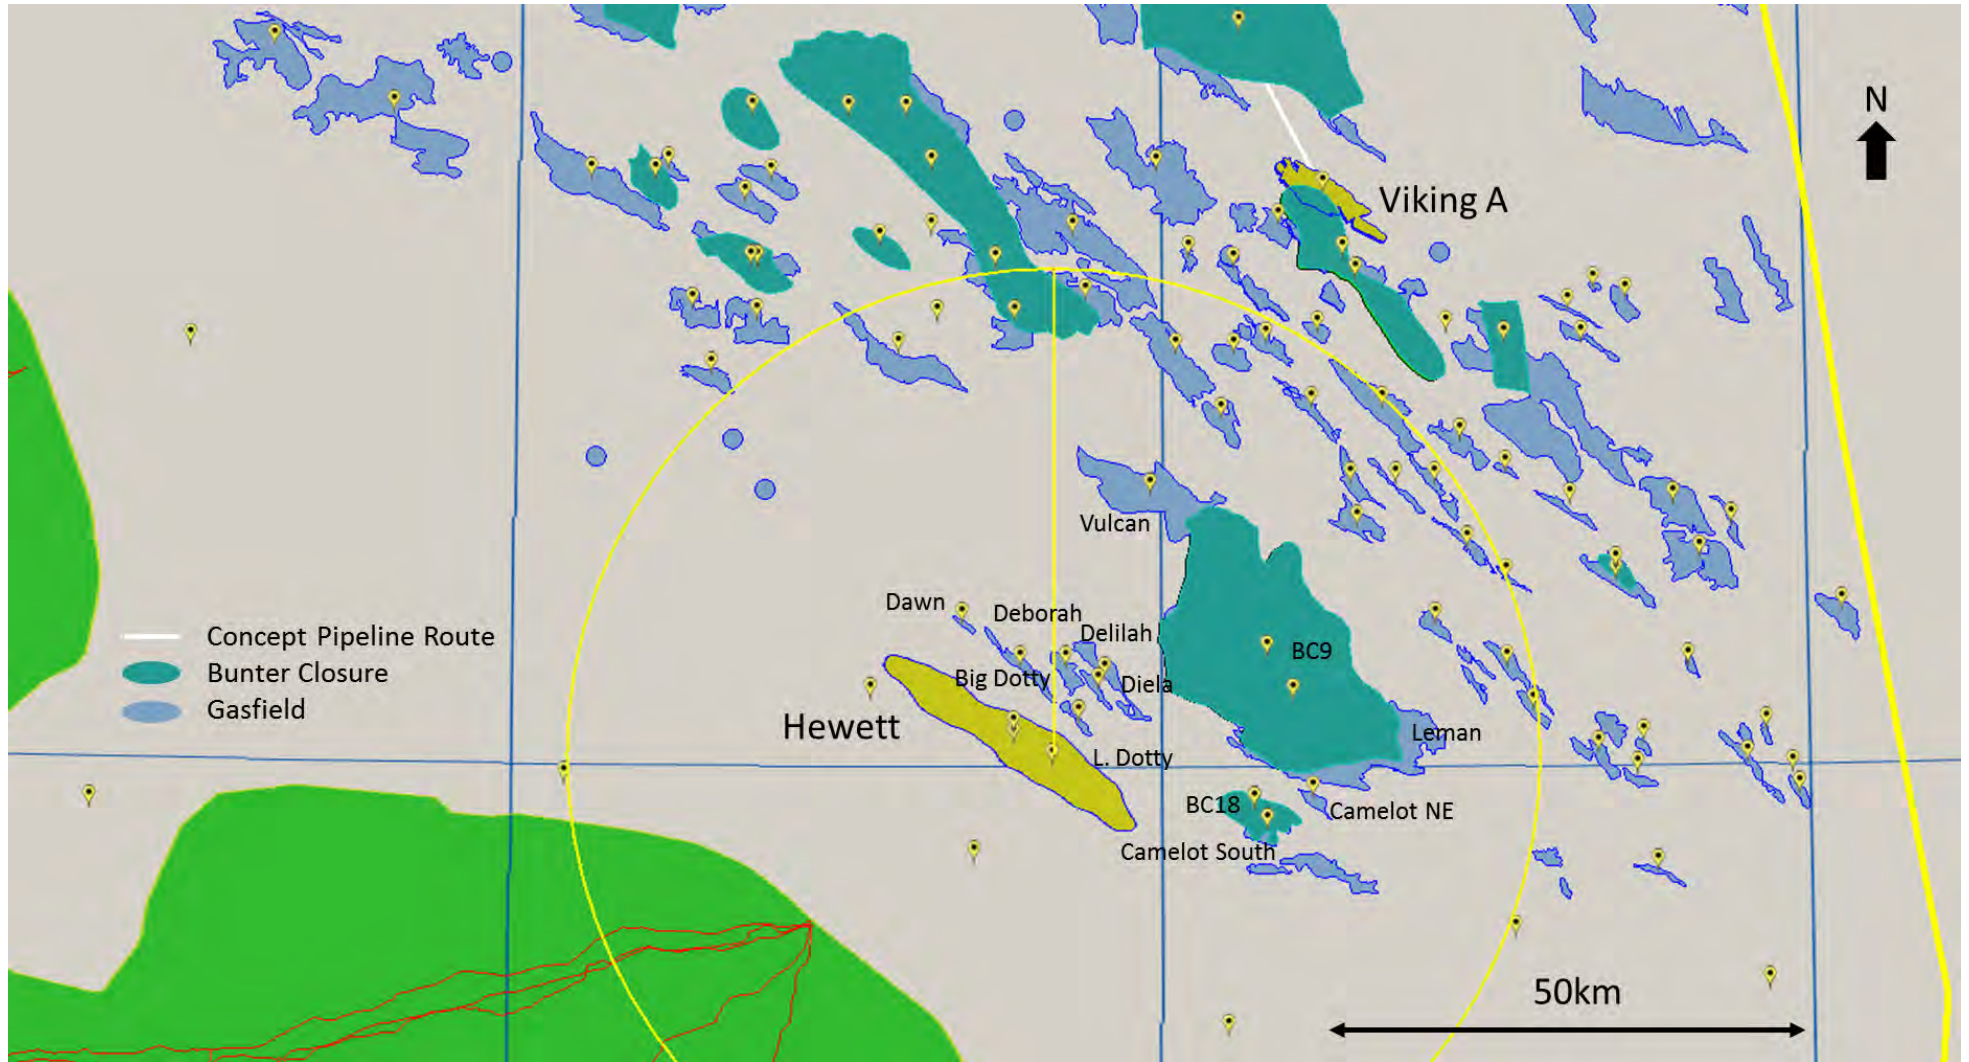 N
Viking A
Vulcan
Dawn
Deborah
Concept Pipeline Route
Delilah
BC9
Bunter Closure
Big Dotty
Diela
Gasfield
Hewett
Leman
L. Dotty
BC18
Camelot NE
Camelot South
50km